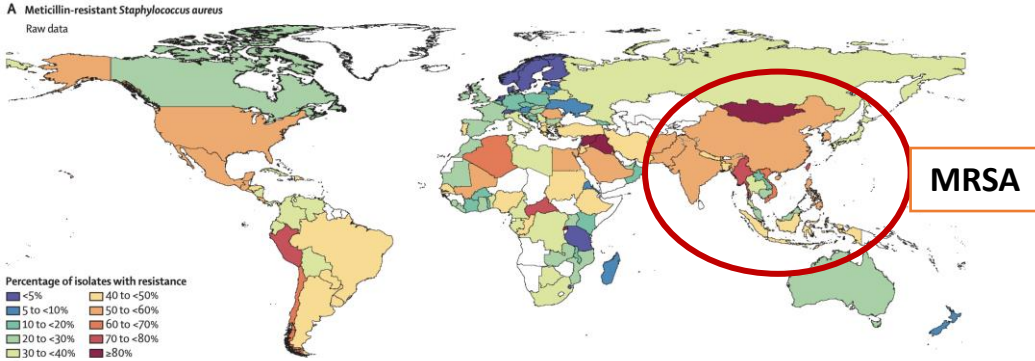 A Meticillin-resistant Staphylococcus aureus
Raw data
MRSA
Percentage of isolates with resistance
<5%
5 to <10%
10 to <20%
20 to <30%
30 to <40%
40 to <50%
50 to <60%
60 to <70%
70 to <80%
≥80%